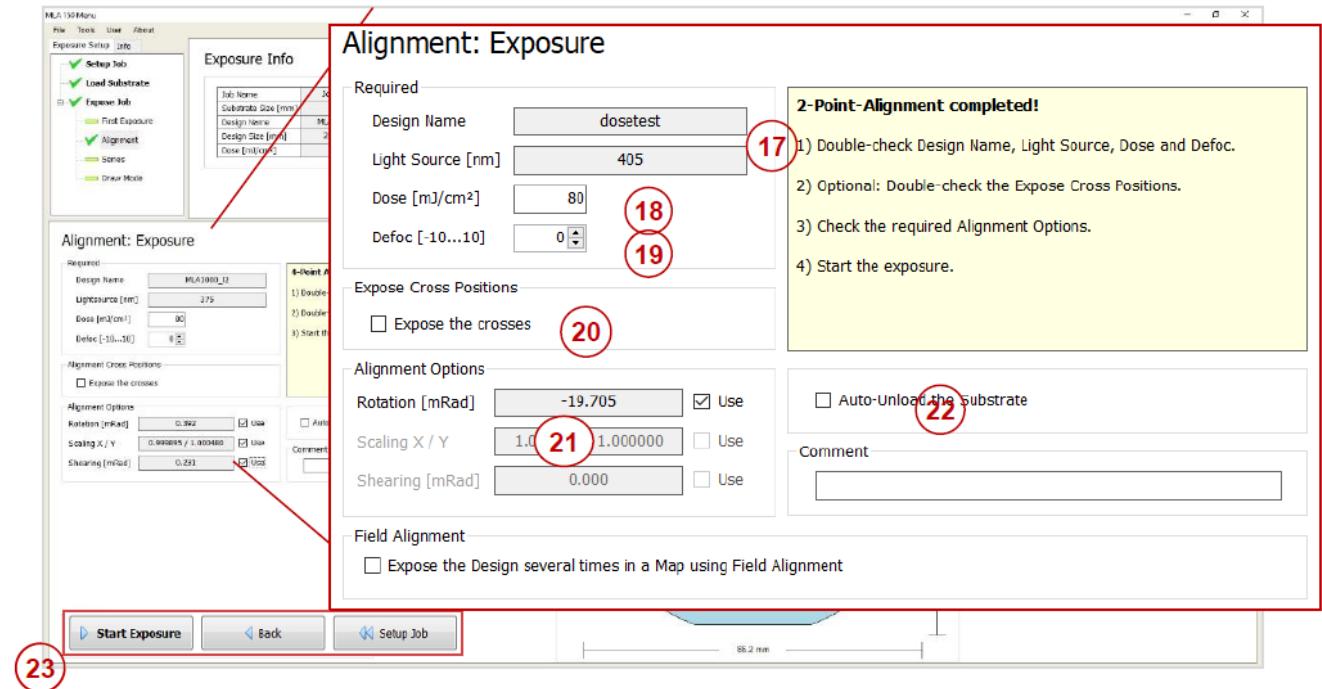 MLA 150 Menu
File Tools User About
Exposure Setup Info
Setup Job
Load Substrate
Expose Job
First Exposure
Alignment
Series
Draw Mode
Exposure Info
Job Name
Substrate Size [mm]
Design Name
Design Size [mm]
Dose [mJ/cm²]
Alignment: Exposure
Required
Design Name MLA1000_J2
Lightsource [nm] 375
Dose [mJ/cm²] 80
Defoc [-10...10] 0
Alignment Cross Positions
Expose the crosses
Alignment Options
Rotation [mRad] 0.392 Use
Scaling X / Y 0.999895 / 1.000480 Use
Shearing [mRad] 0.231 Use
Comment
Alignment: Exposure
Required
Design Name dosetest
Light Source [nm] 405
17
Dose [mJ/cm²] 80
18
Defoc [-10...10] 0
19
2-Point-Alignment completed!
1) Double-check Design Name, Light Source, Dose and Defoc.
2) Optional: Double-check the Expose Cross Positions.
3) Check the required Alignment Options.
4) Start the exposure.
Expose Cross Positions
Expose the crosses
20
Alignment Options
Rotation [mRad] -19.705 Use
Scaling X / Y 1.000000 Use
21
Shearing [mRad] 0.000 Use
Auto-Unload the Substrate
22
Comment
Field Alignment
Expose the Design several times in a Map using Field Alignment
Start Exposure Back Setup Job
23